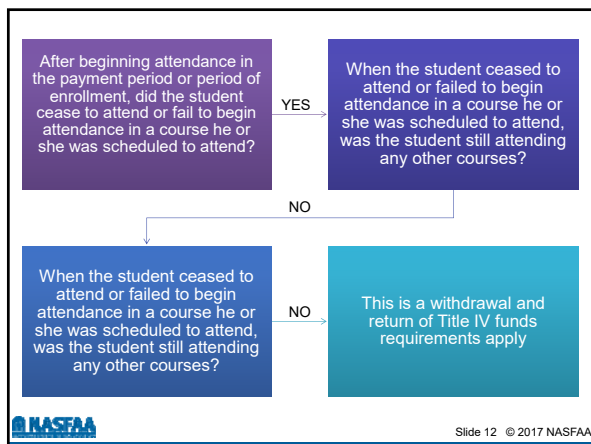 After beginning attendance in
the payment period or period of
enrollment, did the student
cease to attend or fail to begin
attendance in a course he or
she was scheduled to attend?
YES
When the student ceased to
attend or failed to begin
attendance in a course he or
she was scheduled to attend,
was the student still attending
any other courses?
NO
When the student ceased to
attend or failed to begin
attendance in a course he or
she was scheduled to attend,
was the student still attending
any other courses?
NO
This is a withdrawal and
return of Title IV funds
requirements apply
NASFAA
Slide 12 © 2017 NASFAA